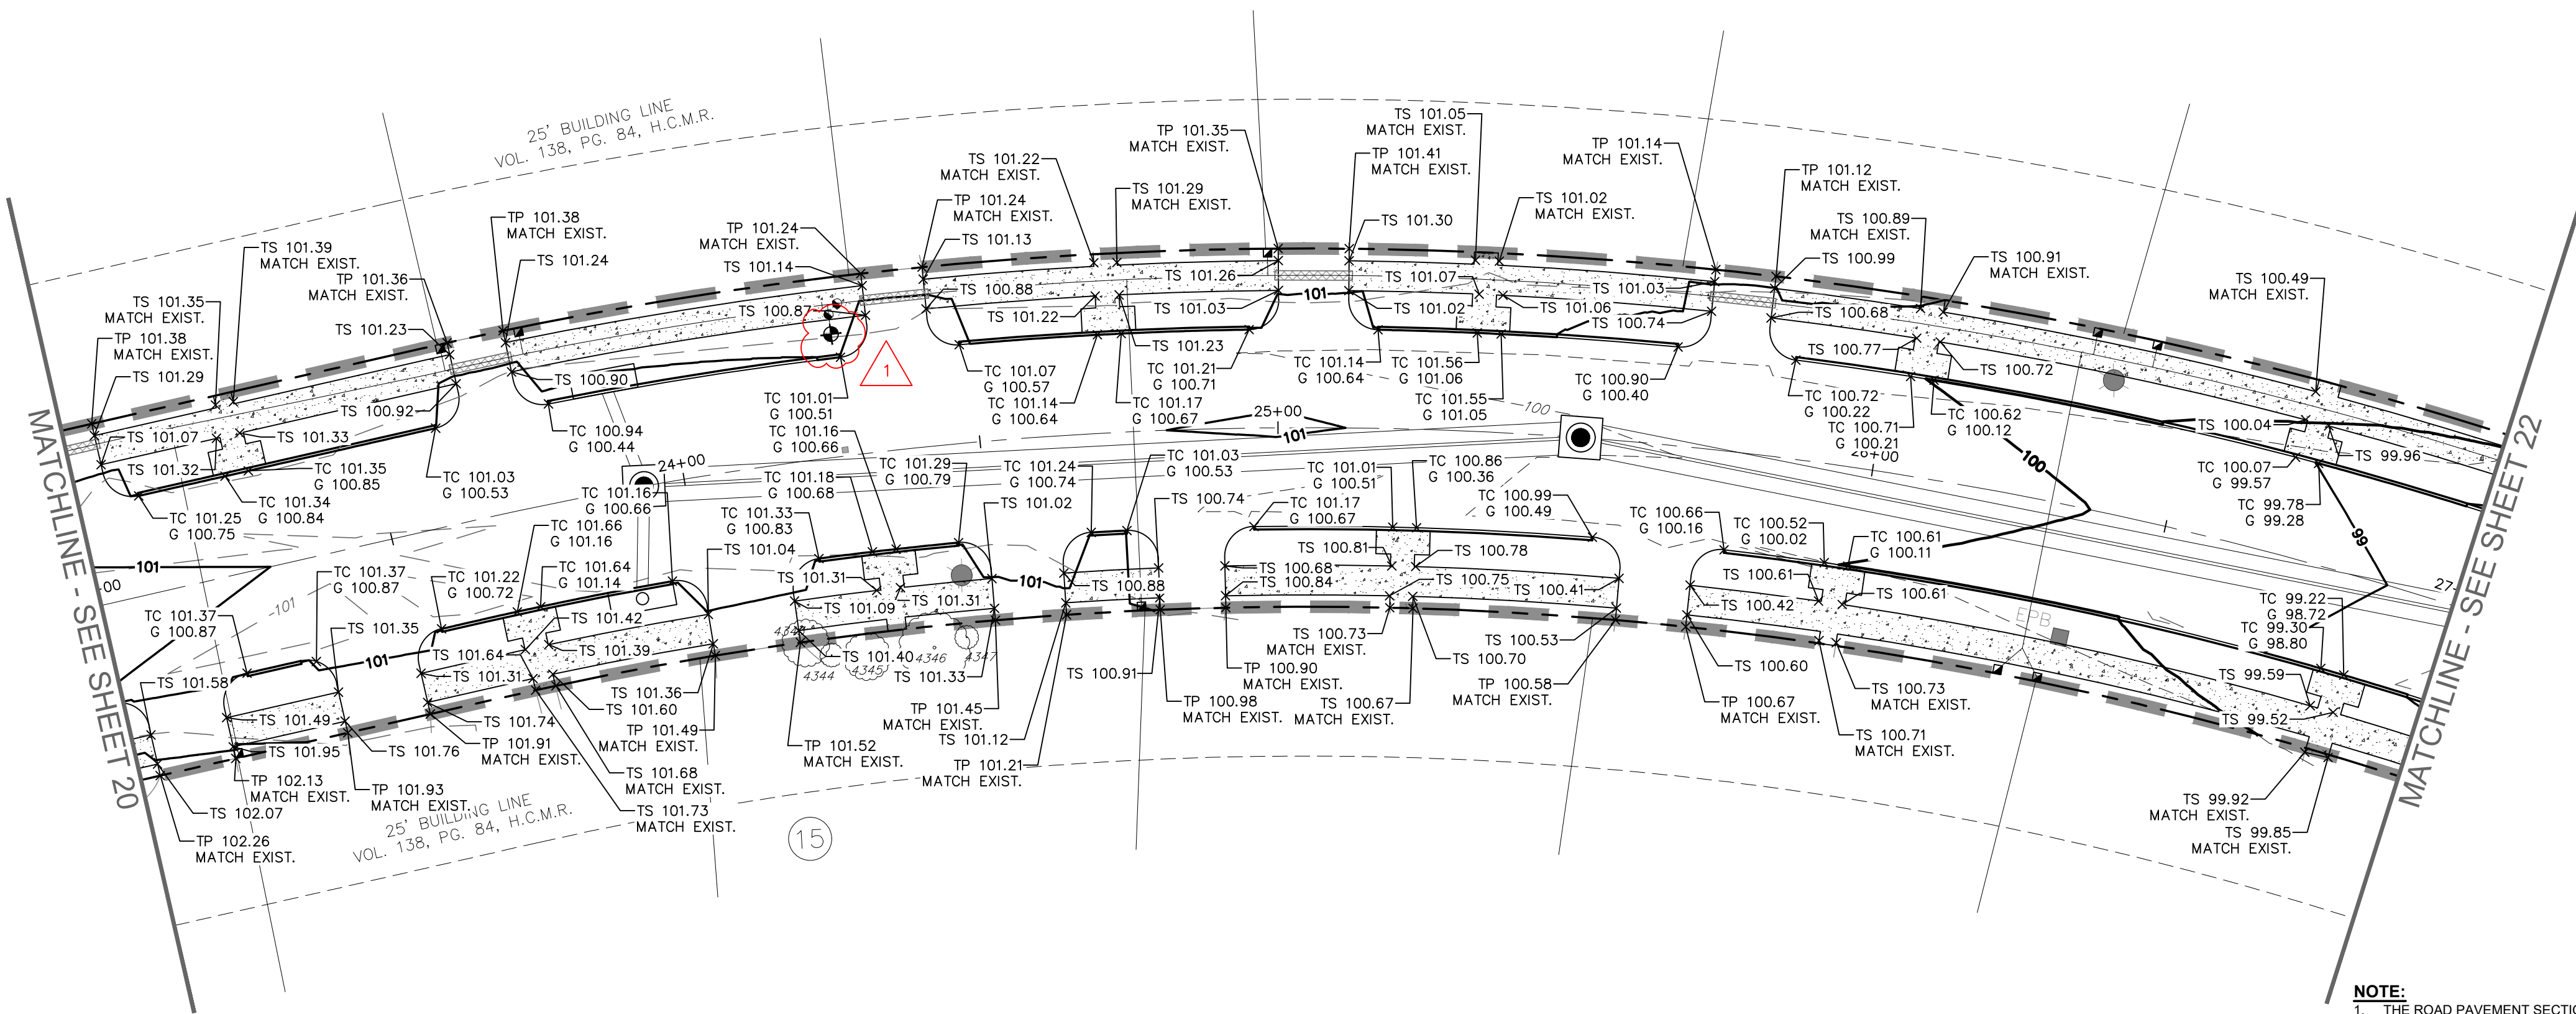 25' BUILDING LINE
VOL. 138, PG. 84, H.C.M.R.
TS 101.05
MATCH EXIST.
TP 101.35
MATCH EXIST.
TP 101.41
MATCH EXIST.
TP 101.14
MATCH EXIST.
TS 101.22
MATCH EXIST.
TS 101.29
MATCH EXIST.
TP 101.24
MATCH EXIST.
TS 101.13
TS 101.30
TS 101.02
MATCH EXIST.
TP 101.12
MATCH EXIST.
TS 100.89
MATCH EXIST.
TS 100.99
TS 100.91
MATCH EXIST.
TS 100.49
MATCH EXIST.
TP 101.38
MATCH EXIST.
TS 101.24
TP 101.24
MATCH EXIST.
TS 101.14
TS 101.39
MATCH EXIST.
TP 101.36
MATCH EXIST.
TS 101.35
MATCH EXIST.
TP 101.38
MATCH EXIST.
TS 101.23
TS 101.29
TS 100.88
TS 101.26
TS 101.07
TS 101.03
101
TS 100.87
TS 101.22
TS 101.03
TS 101.02
TS 101.06
TS 100.74
TS 100.68
TS 101.23
TS 100.77
TS 100.72
1
TS 100.90
TS 100.92
TS 101.07
TS 101.33
TS 101.32
TC 101.35
G 100.85
TC 101.34
G 100.84
TC 101.25
G 100.75
TC 101.03
G 100.53
TC 100.94
G 100.44
TC 101.01
G 100.51
TC 101.16
G 100.66
TC 101.07
G 100.57
TC 101.14
G 100.64
TC 101.21
G 100.71
TC 101.17
G 100.67
TC 101.14
G 100.64
TC 101.56
G 101.06
TC 101.55
G 101.05
TC 100.90
G 100.40
TC 100.72
G 100.22
TC 100.71
G 100.21
TC 100.62
G 100.12
TS 100.04
TS 99.96
TC 100.07
G 99.57
TC 99.78
G 99.28
MATCHLINE - SEE SHEET 20
MATCHLINE - SEE SHEET 22
24+00
25+00
101
100
26+00
100
99
27-
TC 101.16
G 100.66
TC 101.18
G 100.68
TC 101.29
G 100.79
TC 101.24
G 100.74
TC 101.03
G 100.53
TC 101.01
G 100.51
TC 100.86
G 100.36
TC 101.17
G 100.67
TC 100.99
G 100.49
TC 100.66
G 100.16
TC 100.52
G 100.02
TC 100.61
G 100.11
TC 101.33
G 100.83
TS 101.02
TS 100.74
TC 101.66
G 101.16
TS 101.04
TC 101.64
G 101.14
TC 101.22
G 100.72
TC 101.37
G 100.87
TC 101.37
G 100.87
101
-00
-101
101
101
TS 101.35
TS 101.42
TS 101.39
TS 101.64
TS 101.31
TS 101.31
TS 101.09
TS 101.31
TS 100.88
TS 100.81
TS 100.78
TS 100.68
TS 100.84
TS 100.75
TS 100.41
TS 100.61
TS 100.61
TS 100.42
EPB
TC 99.22
G 98.72
TC 99.30
G 98.80
TS 99.59
TS 99.52
TS 101.58
TS 101.49
TS 101.95
TS 101.76
TS 101.74
TP 101.91
MATCH EXIST.
TS 101.36
TS 101.60
TP 101.49
MATCH EXIST.
TS 101.68
MATCH EXIST.
TS 101.73
MATCH EXIST.
4344
4345
4346
4347
TS 101.40
TS 101.33
TP 101.52
MATCH EXIST.
TP 101.45
MATCH EXIST.
TS 101.12
TP 101.21
MATCH EXIST.
TS 100.91
TP 100.98
MATCH EXIST.
TP 100.90
MATCH EXIST.
TS 100.73
MATCH EXIST.
TS 100.67
MATCH EXIST.
TS 100.70
TS 100.53
TP 100.58
MATCH EXIST.
TS 100.60
TP 100.67
MATCH EXIST.
TS 100.73
MATCH EXIST.
TS 100.71
MATCH EXIST.
TS 99.92
MATCH EXIST.
TS 99.85
MATCH EXIST.
TP 102.13
MATCH EXIST.
TP 101.93
MATCH EXIST.
TS 102.07
TP 102.26
MATCH EXIST.
25' BUILDING LINE
VOL. 138, PG. 84, H.C.M.R.
15
NOTE:
1. THE ROAD PAVEMENT SECTIO